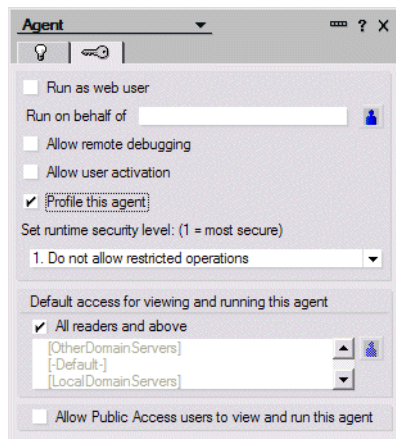 Agent
? X
Run as web user
Run on behalf of
Allow remote debugging
Allow user activation
Profile this agent
Set runtime security level: (1 = most secure)
1. Do not allow restricted operations
Default access for viewing and running this agent
All readers and above
[OtherDomainServers]
[-Default-]
[LocalDomainServers]
Allow Public Access users to view and run this agent